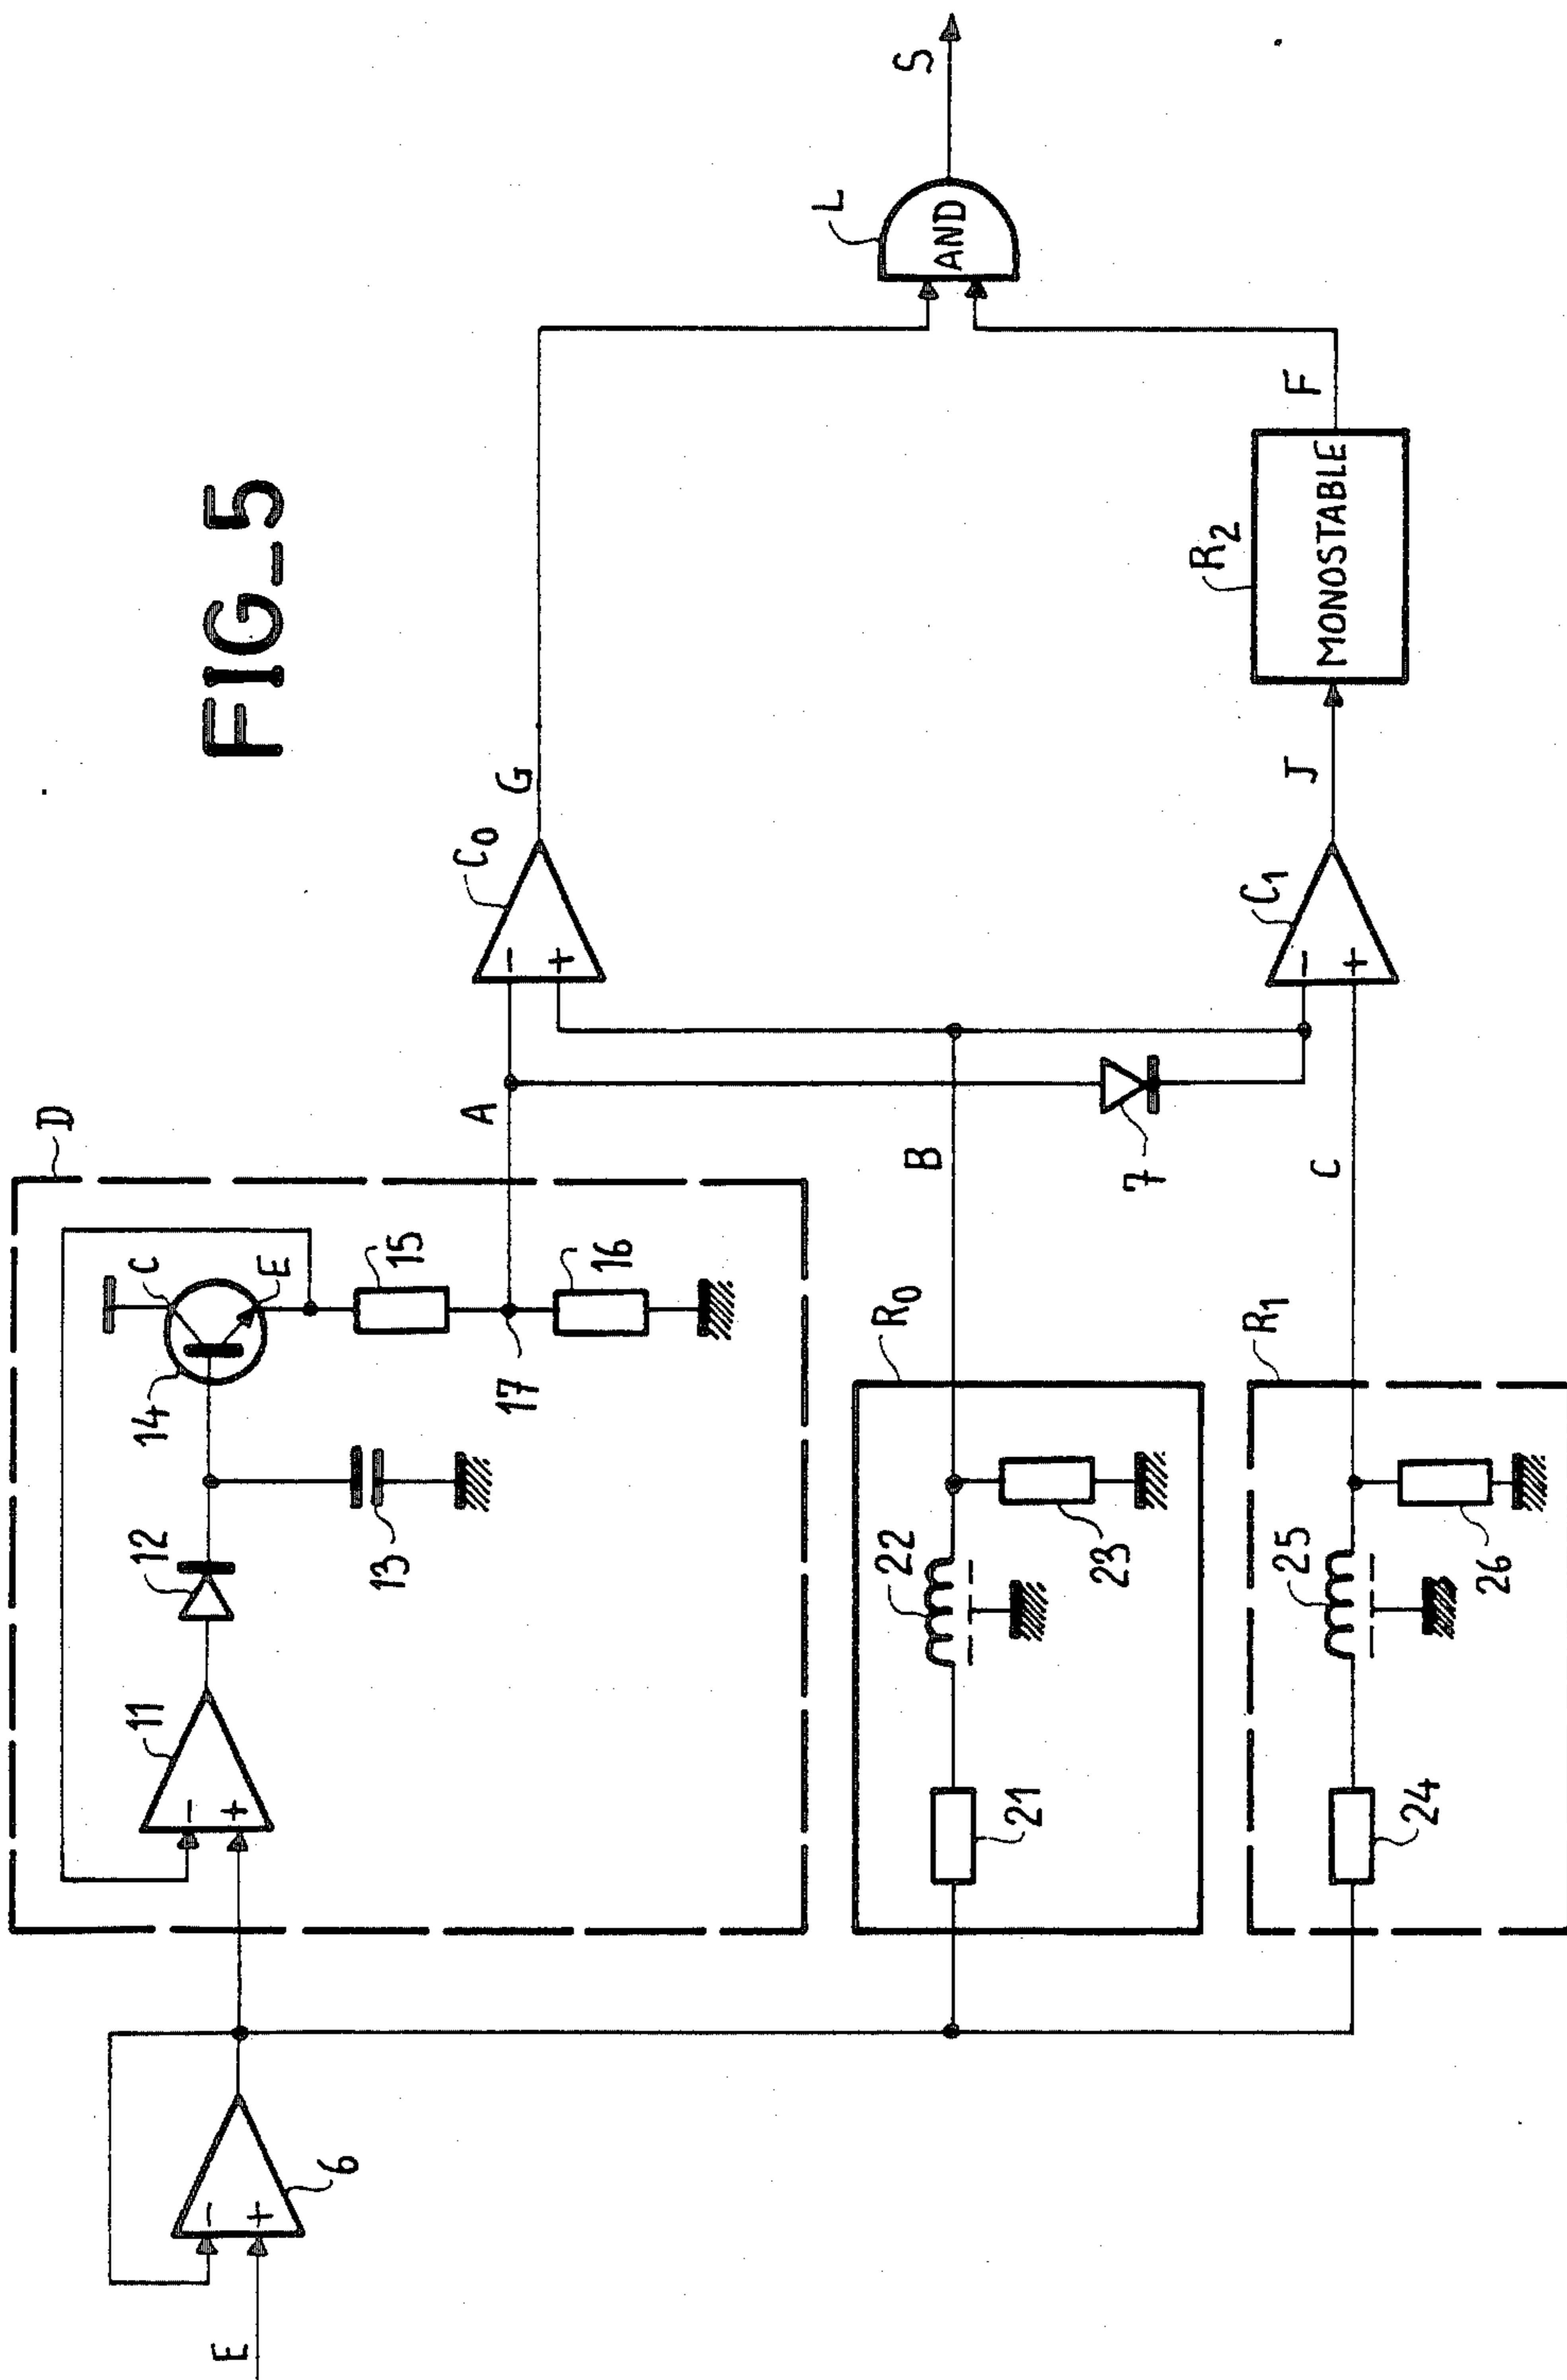 FIG_5
E
6
-
+
D
11
-
+
12
13
14
C
E
15
16
17
A
R0
21
22
23
B
R1
24
25
26
C
7
C0
-
+
G
C1
-
+
J
R2
MONOSTABLE
F
L
AND
S